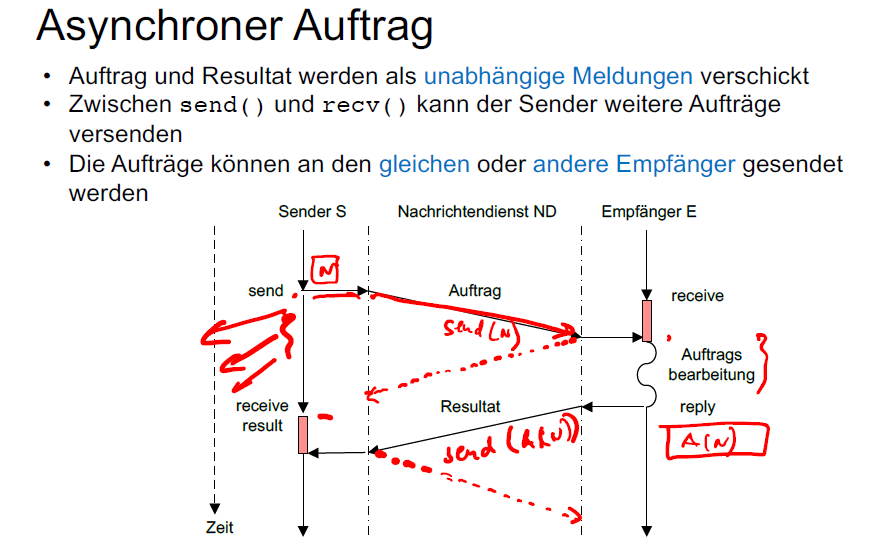 Asynchroner Auftrag
• Auftrag und Resultat werden als unabhängige Meldungen verschickt
• Zwischen send() und recv() kann der Sender weitere Aufträge
versenden
• Die Aufträge können an den gleichen oder andere Empfänger gesendet
werden
Sender S
Nachrichtendienst ND
Empfänger E
N
send
Auftrag
receive
send(N)
Auftrags
bearbeitung
receive
result
Resultat
reply
send(A(N))
A(N)
Zeit